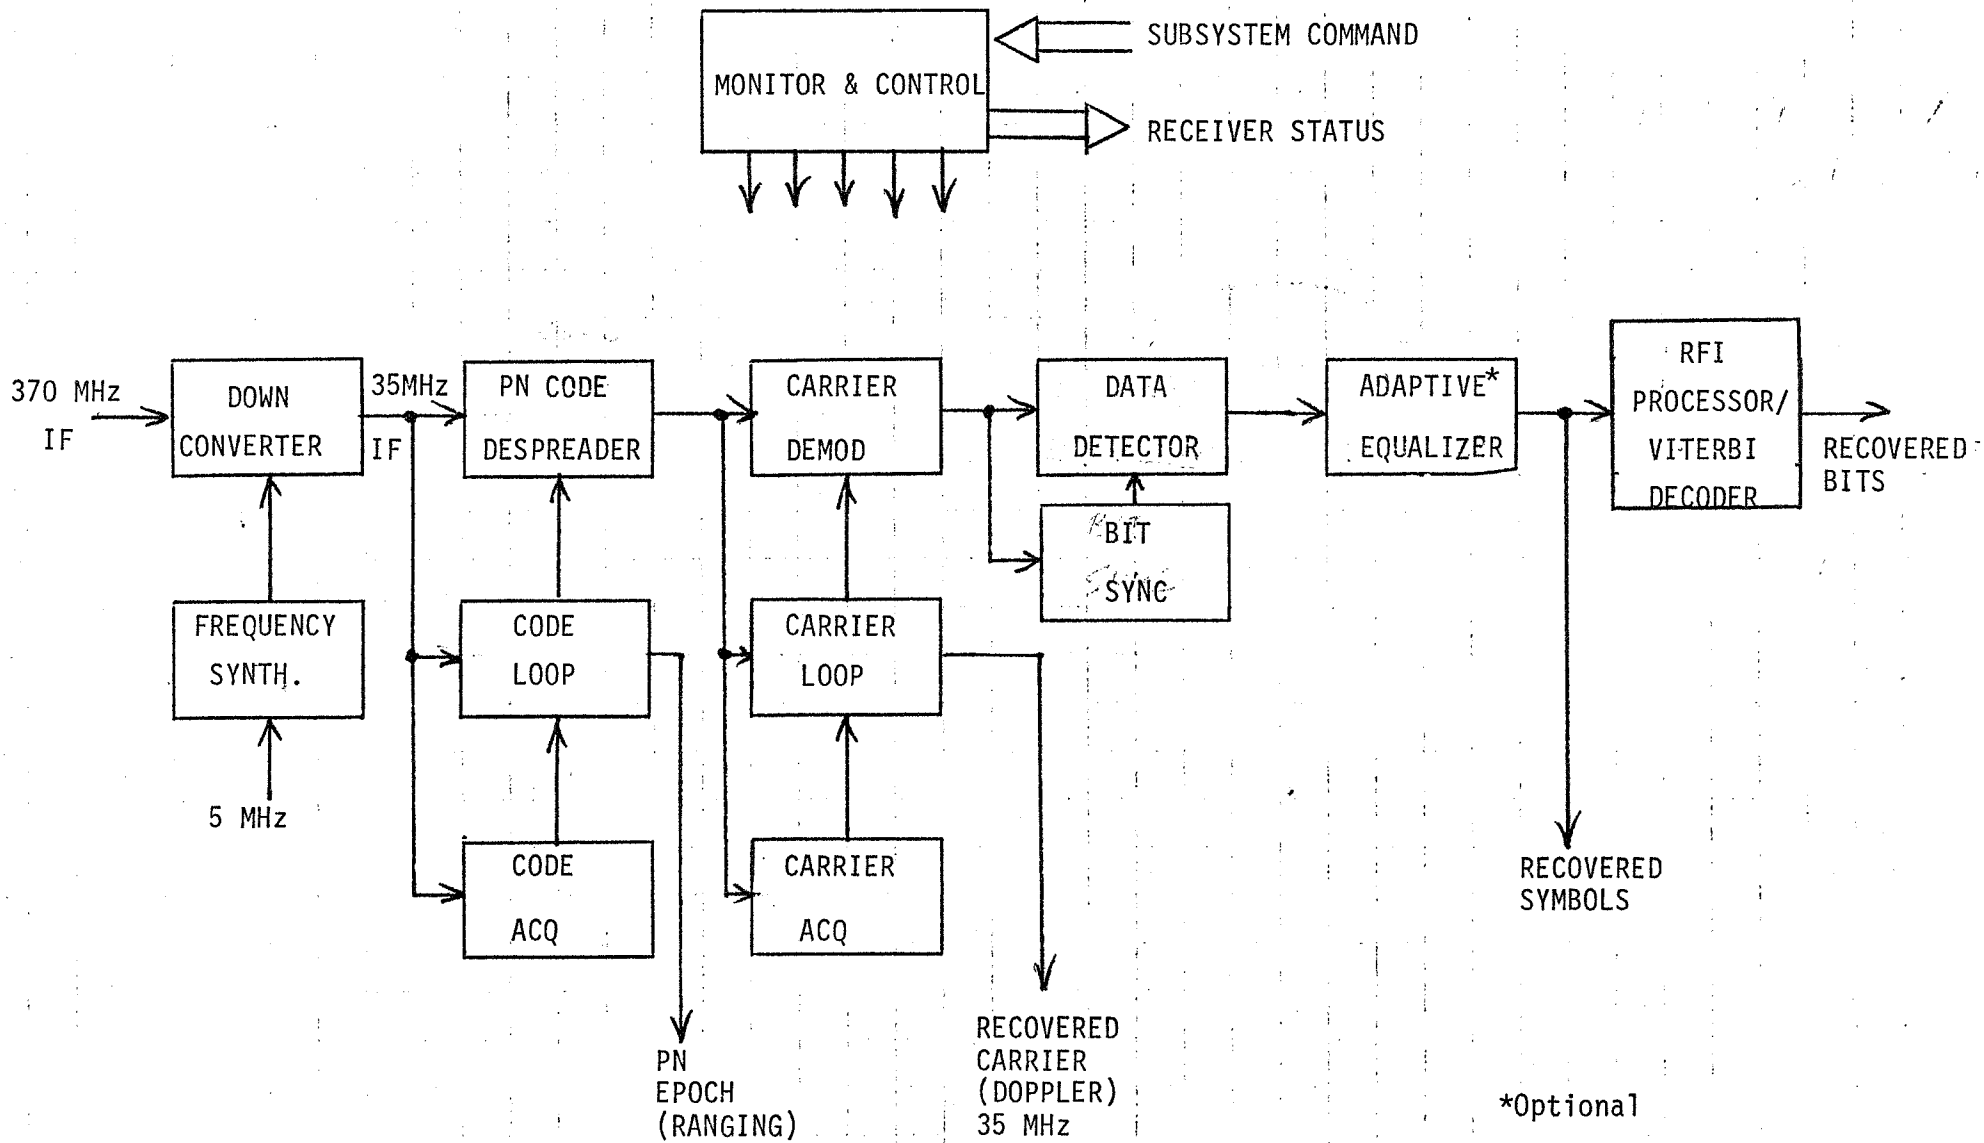 SUBSYSTEM COMMAND
MONITOR & CONTROL
RECEIVER STATUS
370 MHz
IF
DOWN
CONVERTER
35MHz
IF
PN CODE
DESPREADER
CARRIER
DEMOD
DATA
DETECTOR
ADAPTIVE*
EQUALIZER
RFI
PROCESSOR/
VITERBI
DECODER
RECOVERED
BITS
BIT
SYNC
FREQUENCY
SYNTH.
5 MHz
CODE
LOOP
CARRIER
LOOP
CODE
ACQ
CARRIER
ACQ
RECOVERED
SYMBOLS
PN
EPOCH
(RANGING)
RECOVERED
CARRIER
(DOPPLER)
35 MHz
*Optional